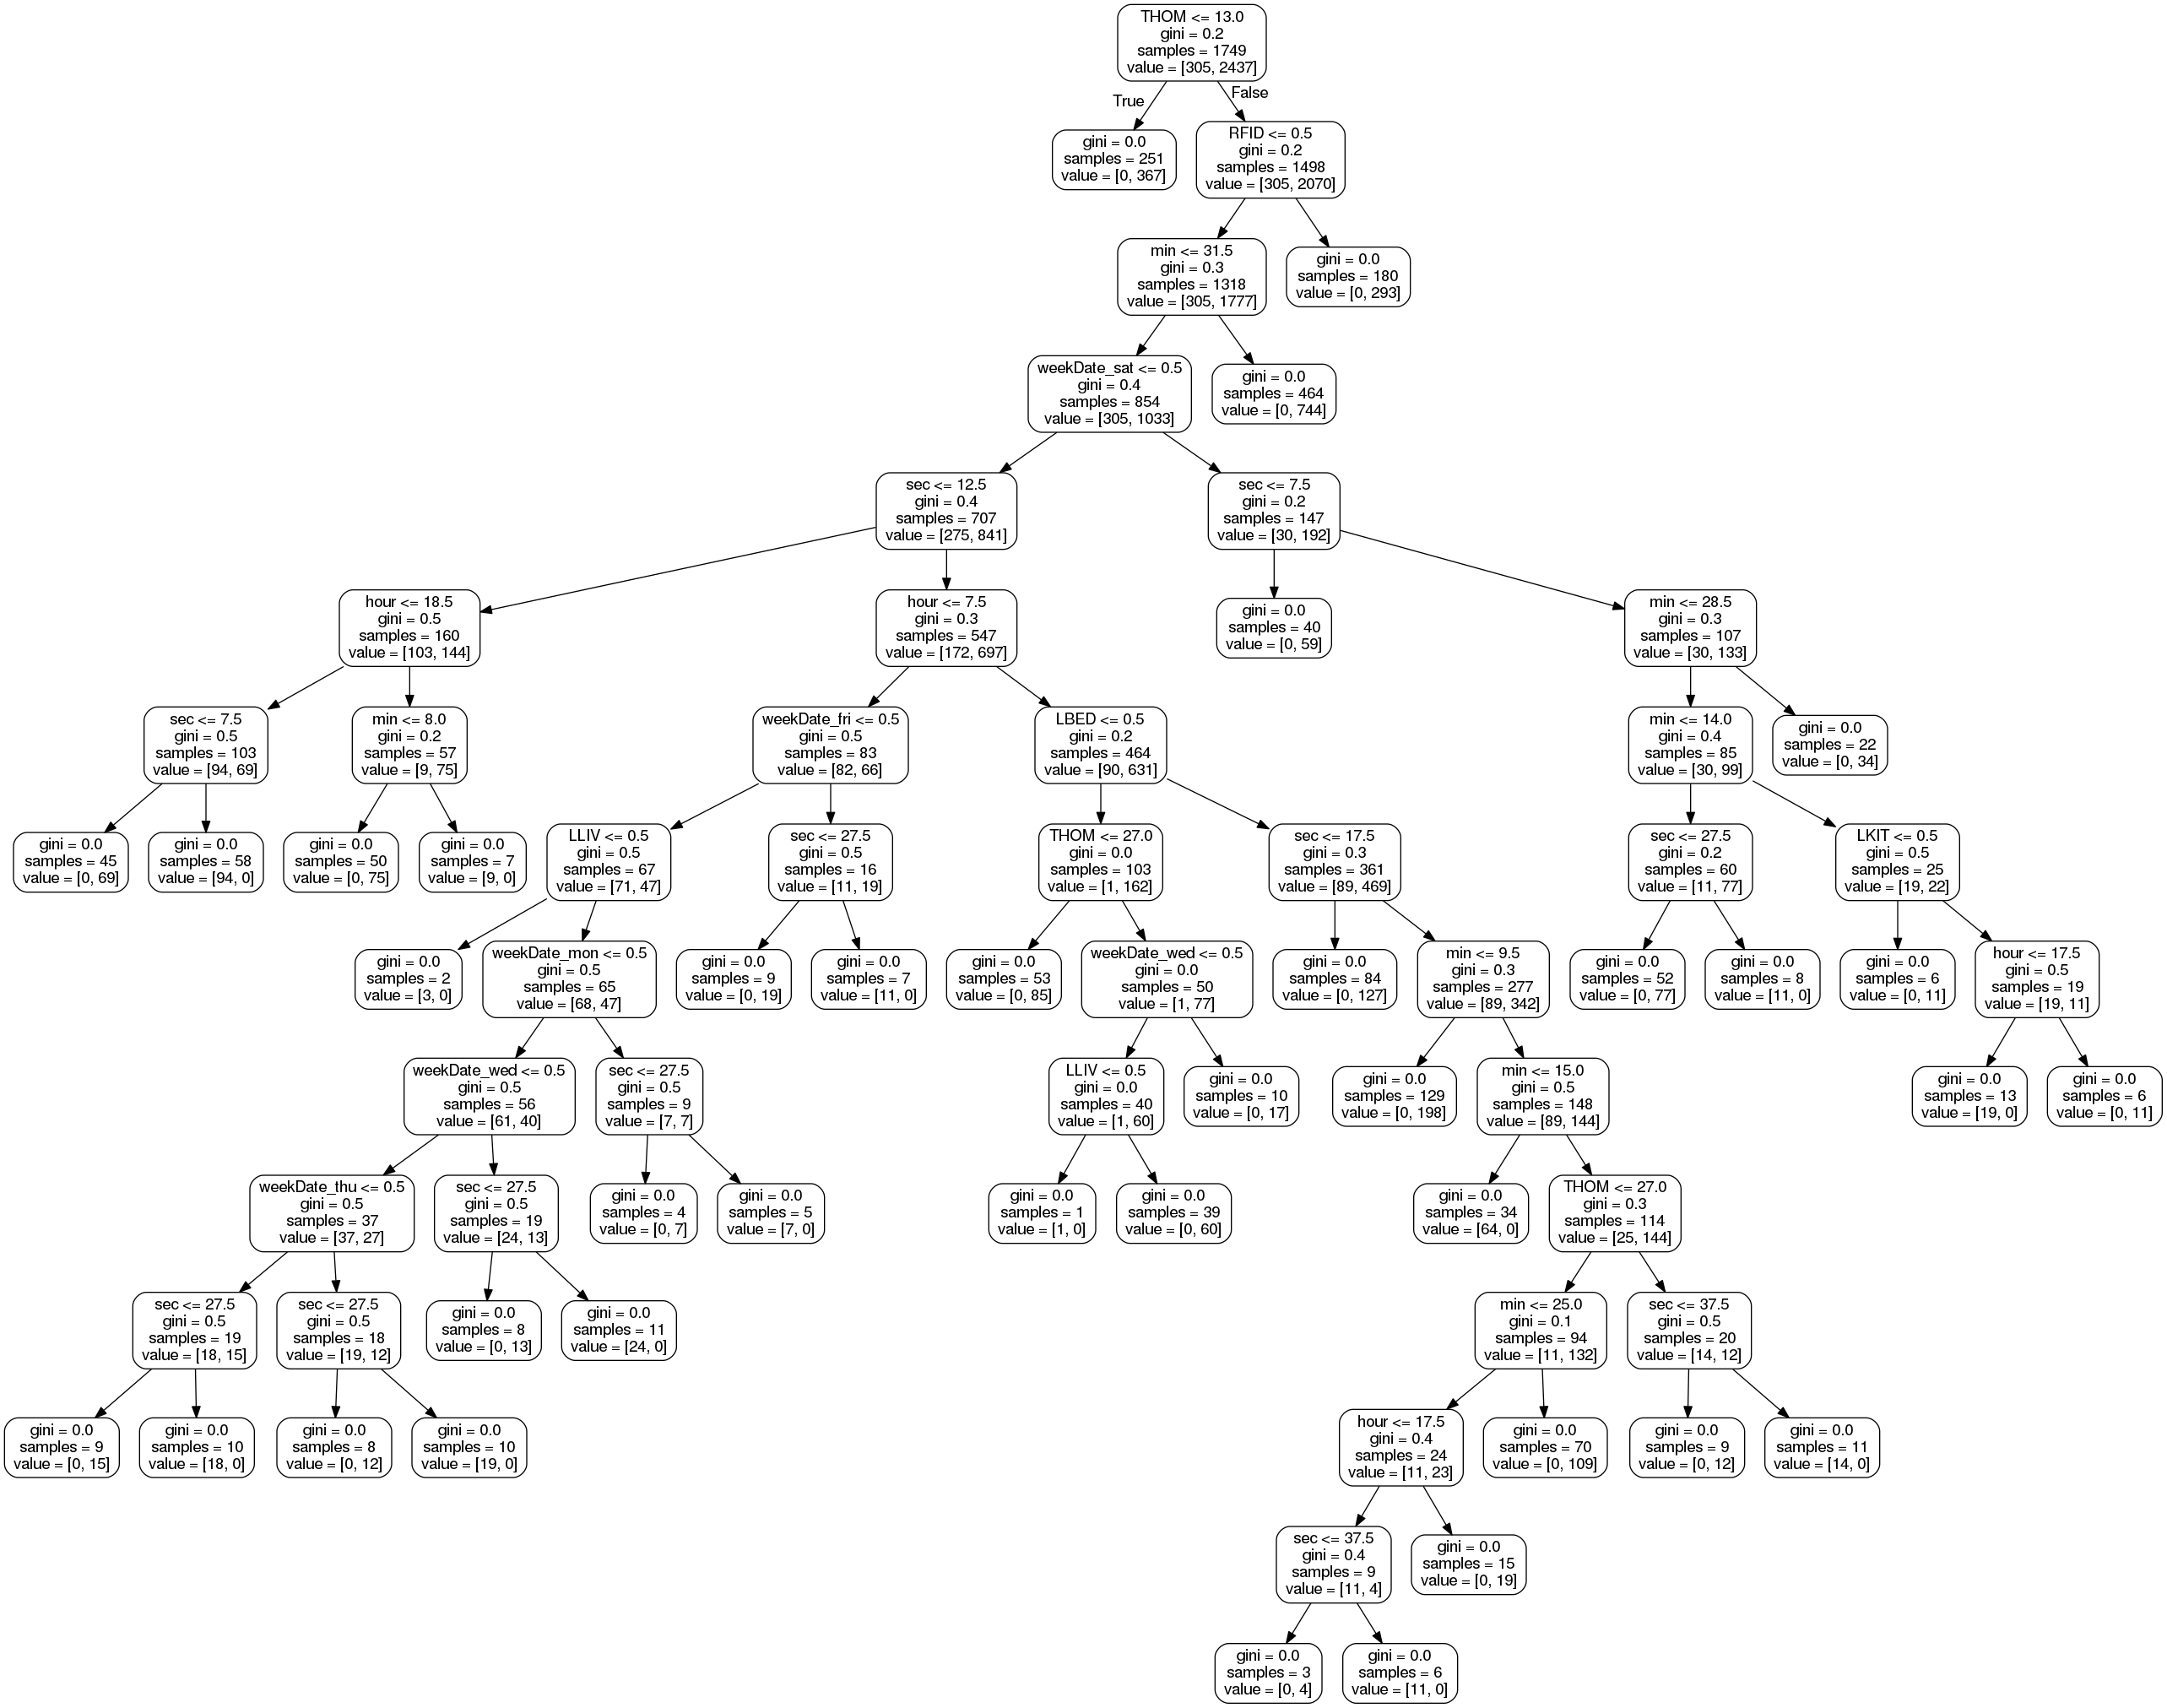 THOM <= 13.0
gini = 0.2
samples = 1749
value = [305, 2437]
True
False
gini = 0.0
samples = 251
value = [0, 367]
RFID <= 0.5
gini = 0.2
samples = 1498
value = [305, 2070]
min <= 31.5
gini = 0.3
samples = 1318
value = [305, 1777]
gini = 0.0
samples = 180
value = [0, 293]
weekDate_sat <= 0.5
gini = 0.4
samples = 854
value = [305, 1033]
gini = 0.0
samples = 464
value = [0, 744]
sec <= 12.5
gini = 0.4
samples = 707
value = [275, 841]
sec <= 7.5
gini = 0.2
samples = 147
value = [30, 192]
hour <= 18.5
gini = 0.5
samples = 160
value = [103, 144]
hour <= 7.5
gini = 0.3
samples = 547
value = [172, 697]
gini = 0.0
samples = 40
value = [0, 59]
min <= 28.5
gini = 0.3
samples = 107
value = [30, 133]
sec <= 7.5
gini = 0.5
samples = 103
value = [94, 69]
min <= 8.0
gini = 0.2
samples = 57
value = [9, 75]
weekDate_fri <= 0.5
gini = 0.5
samples = 83
value = [82, 66]
LBED <= 0.5
gini = 0.2
samples = 464
value = [90, 631]
min <= 14.0
gini = 0.4
samples = 85
value = [30, 99]
gini = 0.0
samples = 22
value = [0, 34]
gini = 0.0
samples = 45
value = [0, 69]
gini = 0.0
samples = 58
value = [94, 0]
gini = 0.0
samples = 50
value = [0, 75]
gini = 0.0
samples = 7
value = [9, 0]
LLIV <= 0.5
gini = 0.5
samples = 67
value = [71, 47]
sec <= 27.5
gini = 0.5
samples = 16
value = [11, 19]
THOM <= 27.0
gini = 0.0
samples = 103
value = [1, 162]
sec <= 17.5
gini = 0.3
samples = 361
value = [89, 469]
sec <= 27.5
gini = 0.2
samples = 60
value = [11, 77]
LKIT <= 0.5
gini = 0.5
samples = 25
value = [19, 22]
gini = 0.0
samples = 2
value = [3, 0]
weekDate_mon <= 0.5
gini = 0.5
samples = 65
value = [68, 47]
gini = 0.0
samples = 9
value = [0, 19]
gini = 0.0
samples = 7
value = [11, 0]
gini = 0.0
samples = 53
value = [0, 85]
weekDate_wed <= 0.5
gini = 0.0
samples = 50
value = [1, 77]
gini = 0.0
samples = 84
value = [0, 127]
min <= 9.5
gini = 0.3
samples = 277
value = [89, 342]
gini = 0.0
samples = 52
value = [0, 77]
gini = 0.0
samples = 8
value = [11, 0]
gini = 0.0
samples = 6
value = [0, 11]
hour <= 17.5
gini = 0.5
samples = 19
value = [19, 11]
weekDate_wed <= 0.5
gini = 0.5
samples = 56
value = [61, 40]
sec <= 27.5
gini = 0.5
samples = 9
value = [7, 7]
LLIV <= 0.5
gini = 0.0
samples = 40
value = [1, 60]
gini = 0.0
samples = 10
value = [0, 17]
gini = 0.0
samples = 129
value = [0, 198]
min <= 15.0
gini = 0.5
samples = 148
value = [89, 144]
gini = 0.0
samples = 13
value = [19, 0]
gini = 0.0
samples = 6
value = [0, 11]
weekDate_thu <= 0.5
gini = 0.5
samples = 37
value = [37, 27]
sec <= 27.5
gini = 0.5
samples = 19
value = [24, 13]
gini = 0.0
samples = 4
value = [0, 7]
gini = 0.0
samples = 5
value = [7, 0]
gini = 0.0
samples = 1
value = [1, 0]
gini = 0.0
samples = 39
value = [0, 60]
gini = 0.0
samples = 34
value = [64, 0]
THOM <= 27.0
gini = 0.3
samples = 114
value = [25, 144]
sec <= 27.5
gini = 0.5
samples = 19
value = [18, 15]
sec <= 27.5
gini = 0.5
samples = 18
value = [19, 12]
gini = 0.0
samples = 8
value = [0, 13]
gini = 0.0
samples = 11
value = [24, 0]
min <= 25.0
gini = 0.1
samples = 94
value = [11, 132]
sec <= 37.5
gini = 0.5
samples = 20
value = [14, 12]
gini = 0.0
samples = 9
value = [0, 15]
gini = 0.0
samples = 10
value = [18, 0]
gini = 0.0
samples = 8
value = [0, 12]
gini = 0.0
samples = 10
value = [19, 0]
hour <= 17.5
gini = 0.4
samples = 24
value = [11, 23]
gini = 0.0
samples = 70
value = [0, 109]
gini = 0.0
samples = 9
value = [0, 12]
gini = 0.0
samples = 11
value = [14, 0]
sec <= 37.5
gini = 0.4
samples = 9
value = [11, 4]
gini = 0.0
samples = 15
value = [0, 19]
gini = 0.0
samples = 3
value = [0, 4]
gini = 0.0
samples = 6
value = [11, 0]